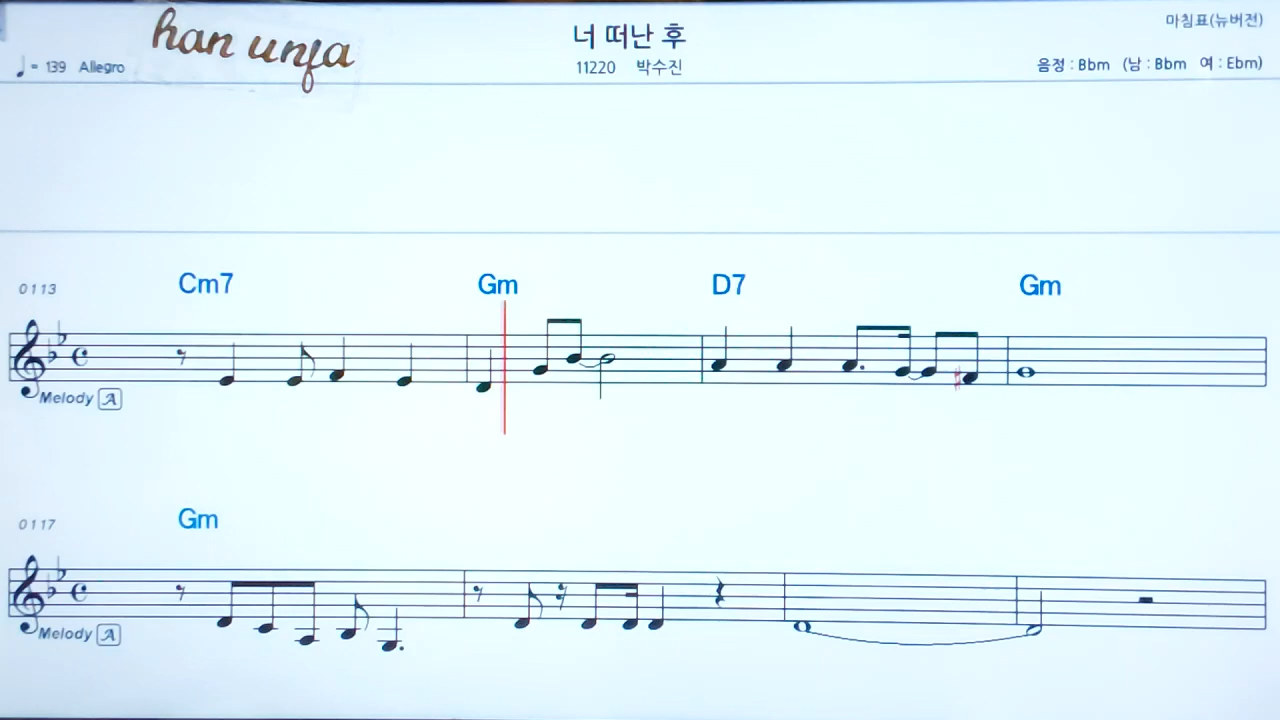 han unfa
너 떠난 후
마침표(뉴버전)
♩= 139 Allegro
11220 박수진
음정 : Bbm (남 : Bbm 여 : Ebm)
0113 Cm7 Gm D7 Gm
Melody A
0117 Gm
Melody A